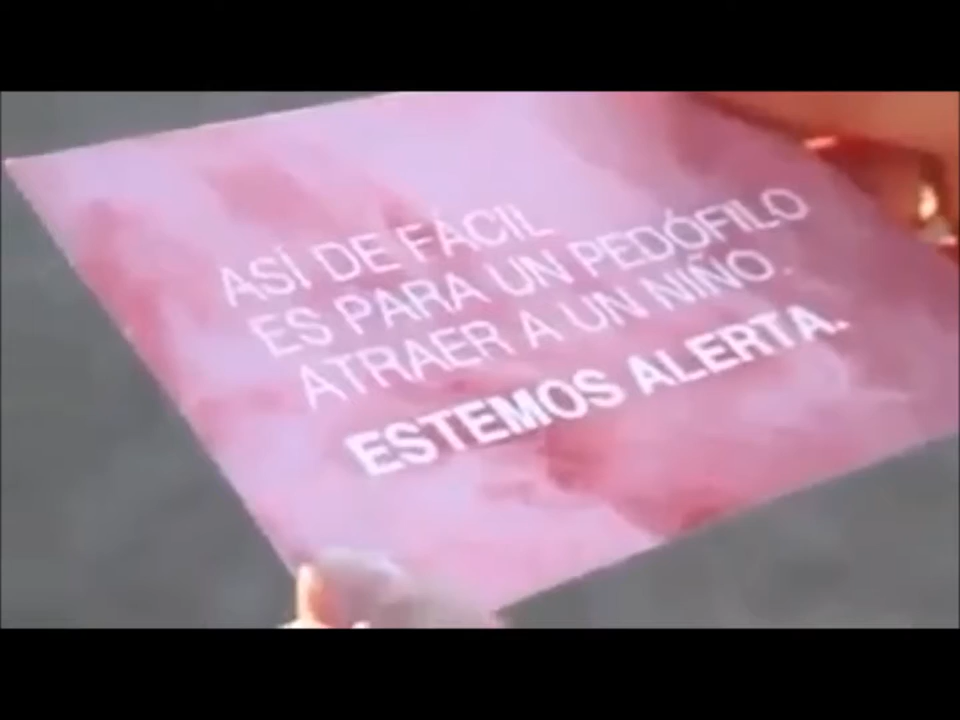 ASÍ DE FÁCIL
ES PARA UN PEDÓFILO
ATRAER A UN NIÑO.
ESTEMOS ALERTA.